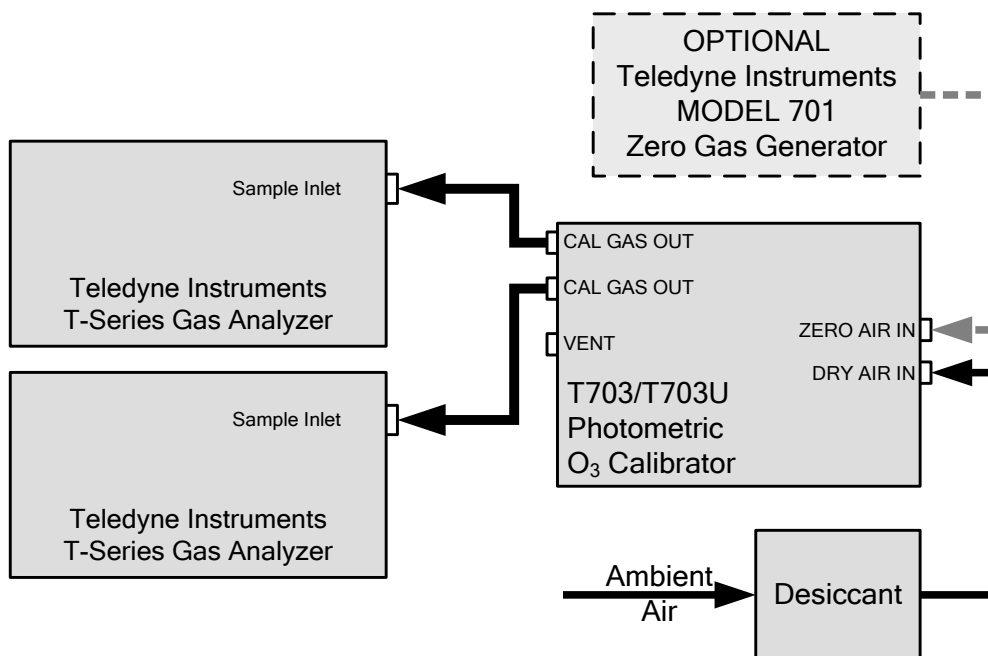 OPTIONAL
Teledyne Instruments
MODEL 701
Zero Gas Generator
Sample Inlet
Teledyne Instruments
T-Series Gas Analyzer
CAL GAS OUT
CAL GAS OUT
VENT
ZERO AIR IN
DRY AIR IN
T703/T703U
Photometric
O₃ Calibrator
Sample Inlet
Teledyne Instruments
T-Series Gas Analyzer
Ambient
Air
Desiccant